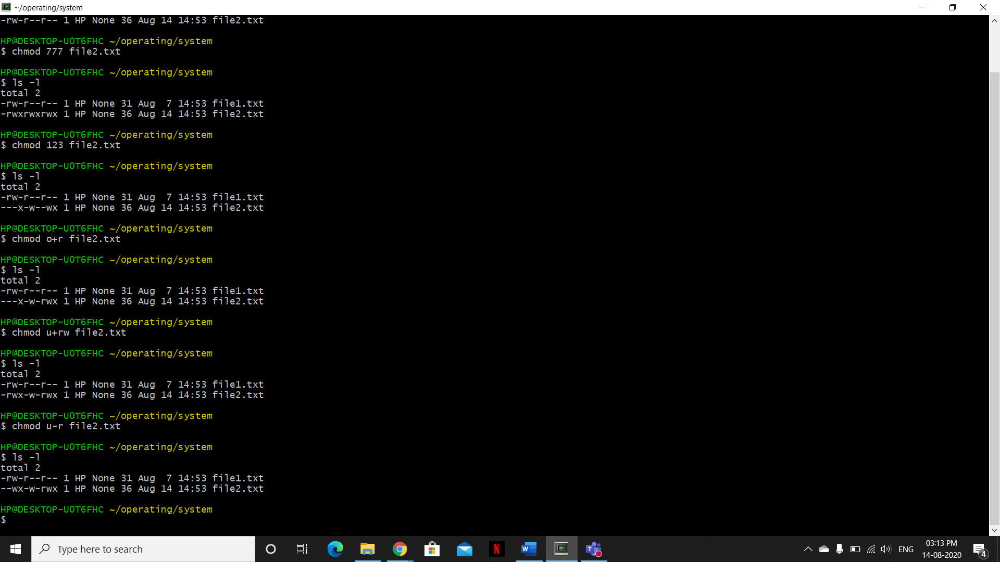 ~/operating/system
-rw-r--r-- 1 HP None 36 Aug 14 14:53 file2.txt
HP@DESKTOP-U0T6FHC ~/operating/system
$ chmod 777 file2.txt
HP@DESKTOP-U0T6FHC ~/operating/system
$ ls -l
total 2
-rw-r--r-- 1 HP None 31 Aug  7 14:53 file1.txt
-rwxrwxrwx 1 HP None 36 Aug 14 14:53 file2.txt
HP@DESKTOP-U0T6FHC ~/operating/system
$ chmod 123 file2.txt
HP@DESKTOP-U0T6FHC ~/operating/system
$ ls -l
total 2
-rw-r--r-- 1 HP None 31 Aug  7 14:53 file1.txt
---x-w--wx 1 HP None 36 Aug 14 14:53 file2.txt
HP@DESKTOP-U0T6FHC ~/operating/system
$ chmod o+r file2.txt
HP@DESKTOP-U0T6FHC ~/operating/system
$ ls -l
total 2
-rw-r--r-- 1 HP None 31 Aug  7 14:53 file1.txt
---x-w-rwx 1 HP None 36 Aug 14 14:53 file2.txt
HP@DESKTOP-U0T6FHC ~/operating/system
$ chmod u+rw file2.txt
HP@DESKTOP-U0T6FHC ~/operating/system
$ ls -l
total 2
-rw-r--r-- 1 HP None 31 Aug  7 14:53 file1.txt
-rwx-w-rwx 1 HP None 36 Aug 14 14:53 file2.txt
HP@DESKTOP-U0T6FHC ~/operating/system
$ chmod u-r file2.txt
HP@DESKTOP-U0T6FHC ~/operating/system
$ ls -l
total 2
-rw-r--r-- 1 HP None 31 Aug  7 14:53 file1.txt
--wx-w-rwx 1 HP None 36 Aug 14 14:53 file2.txt
HP@DESKTOP-U0T6FHC ~/operating/system
$
Type here to search
ENG
03:13 PM
14-08-2020
4